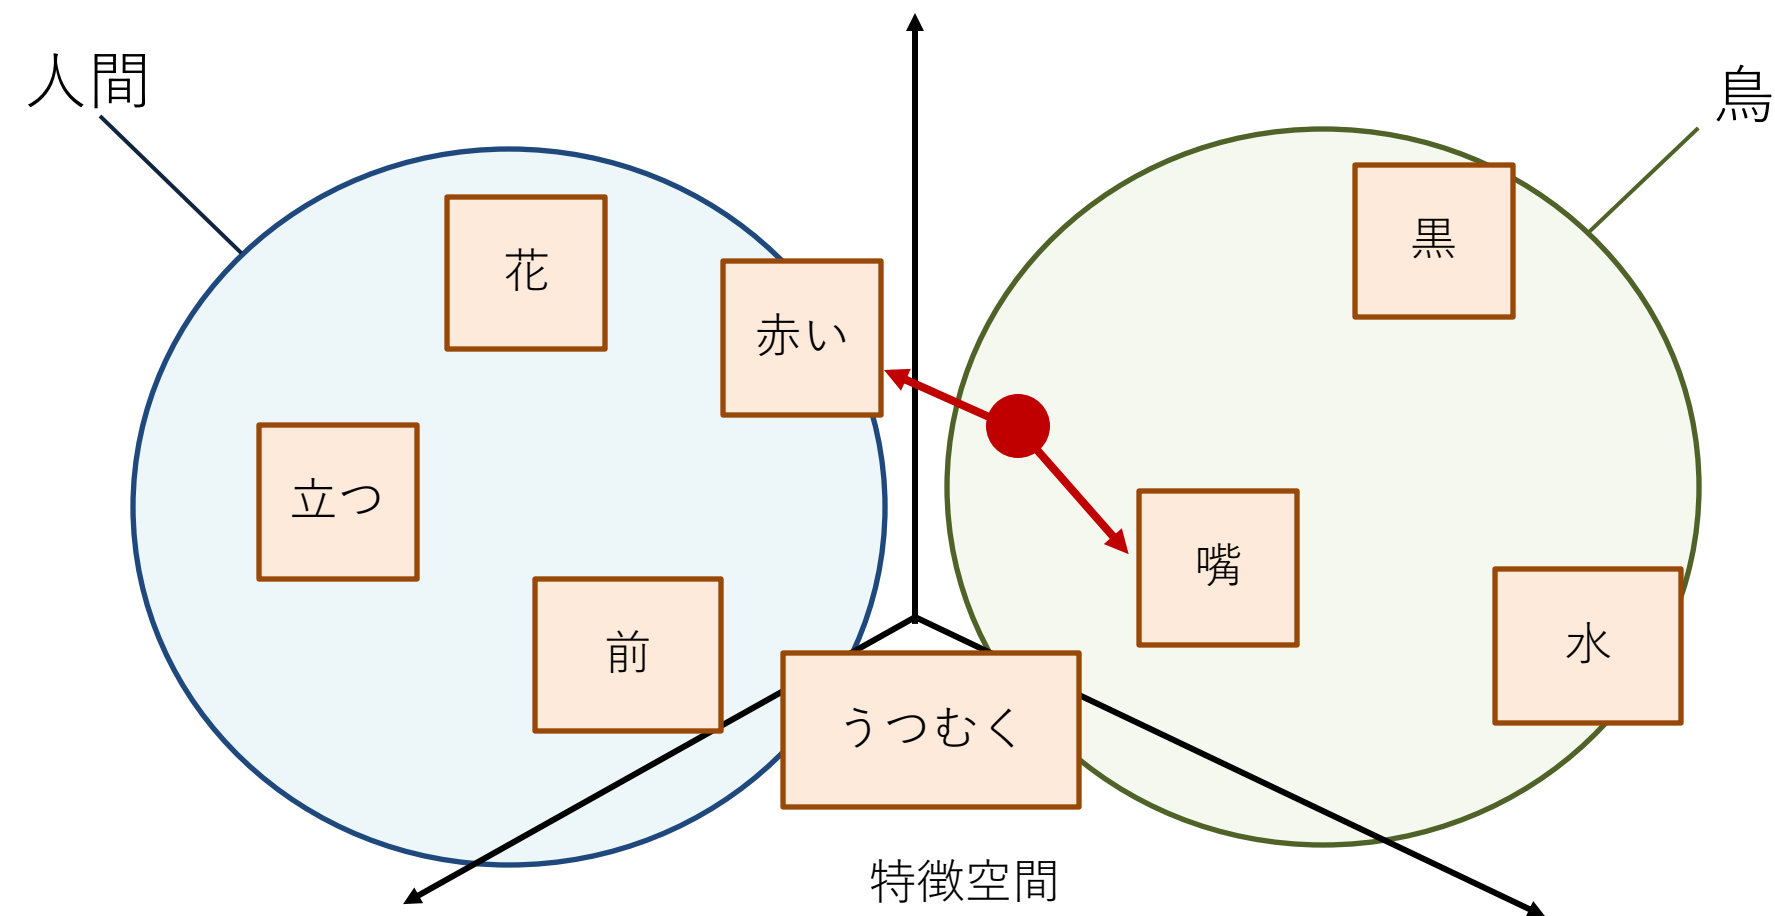 人間
鳥
花
黒
赤い
立つ
嘴
前
水
うつむく
特徴空間